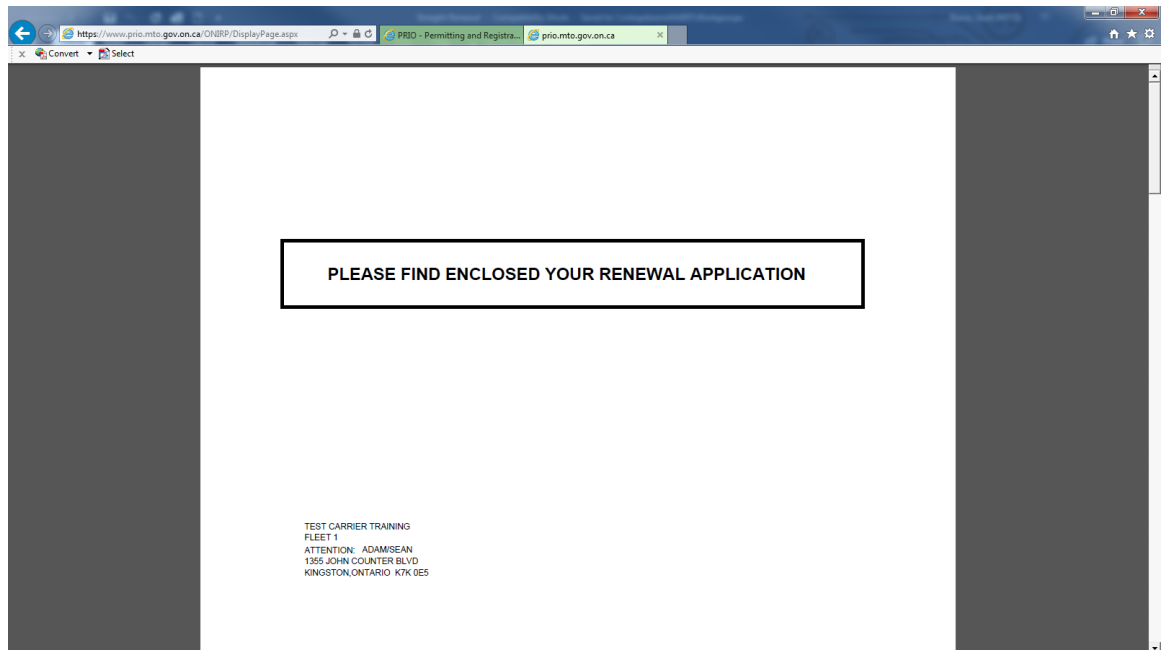 https://www.prio.mto.gov.on.ca/ONIRP/DisplayPage.aspx
PRIO - Permitting and Registra...
prio.mto.gov.on.ca
x Convert Select
PLEASE FIND ENCLOSED YOUR RENEWAL APPLICATION
TEST CARRIER TRAINING
FLEET 1
ATTENTION: ADAM/SEAN
1355 JOHN COUNTER BLVD
KINGSTON,ONTARIO K7K 0E5